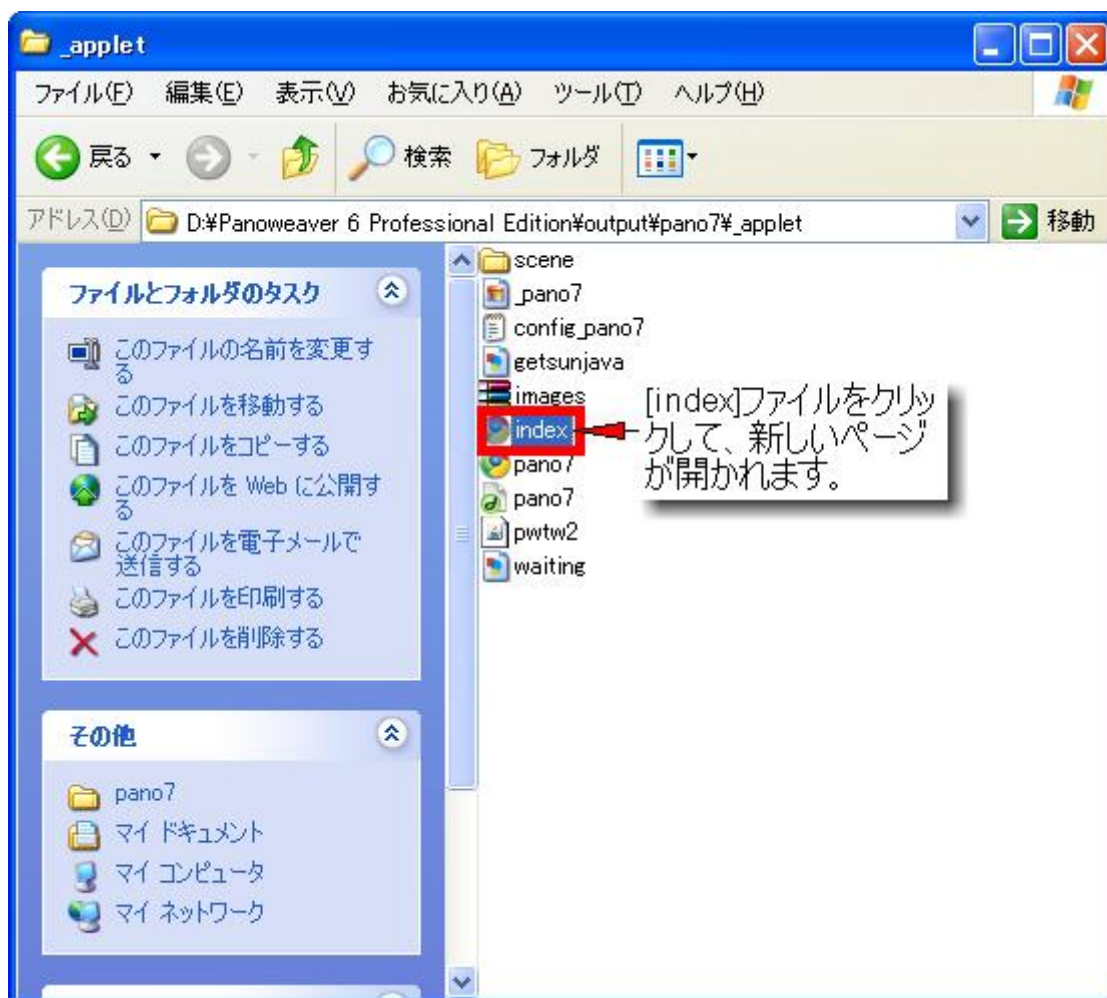 _applet
ファイル(F) 編集(E) 表示(V) お気に入り(A) ツール(T) ヘルプ(H)
戻る 検索 フォルダ
アドレス(D) D:¥Panoweaver 6 Professional Edition¥output¥pano7¥_applet 移動
ファイルとフォルダのタスク
このファイルの名前を変更す
る
このファイルを移動する
このファイルをコピーする
このファイルを Web に公開す
る
このファイルを電子メールで
送信する
このファイルを印刷する
このファイルを削除する
その他
pano7
マイ ドキュメント
マイ コンピュータ
マイ ネットワーク
scene
_pano7
config_pano7
getsunjava
images
index
pano7
pano7
pwtw2
waiting
[index]ファイルをクリッ
クして、新しいページ
が開かれます。